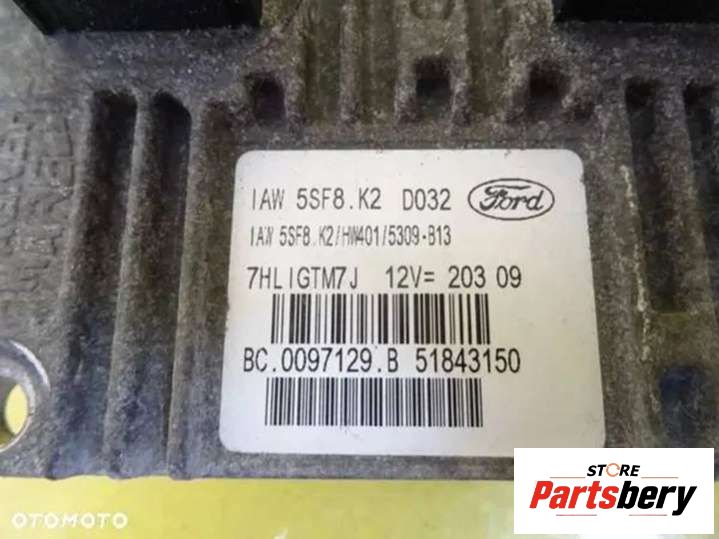 IAW 5SF8.K2 D032 Ford
IAW 5SF8.K2/HW401/5309-B13
7HLIGTM7J 12V= 203 09
BC.0097129.B 51843150
OTOMOTO
STORE
Partsbery